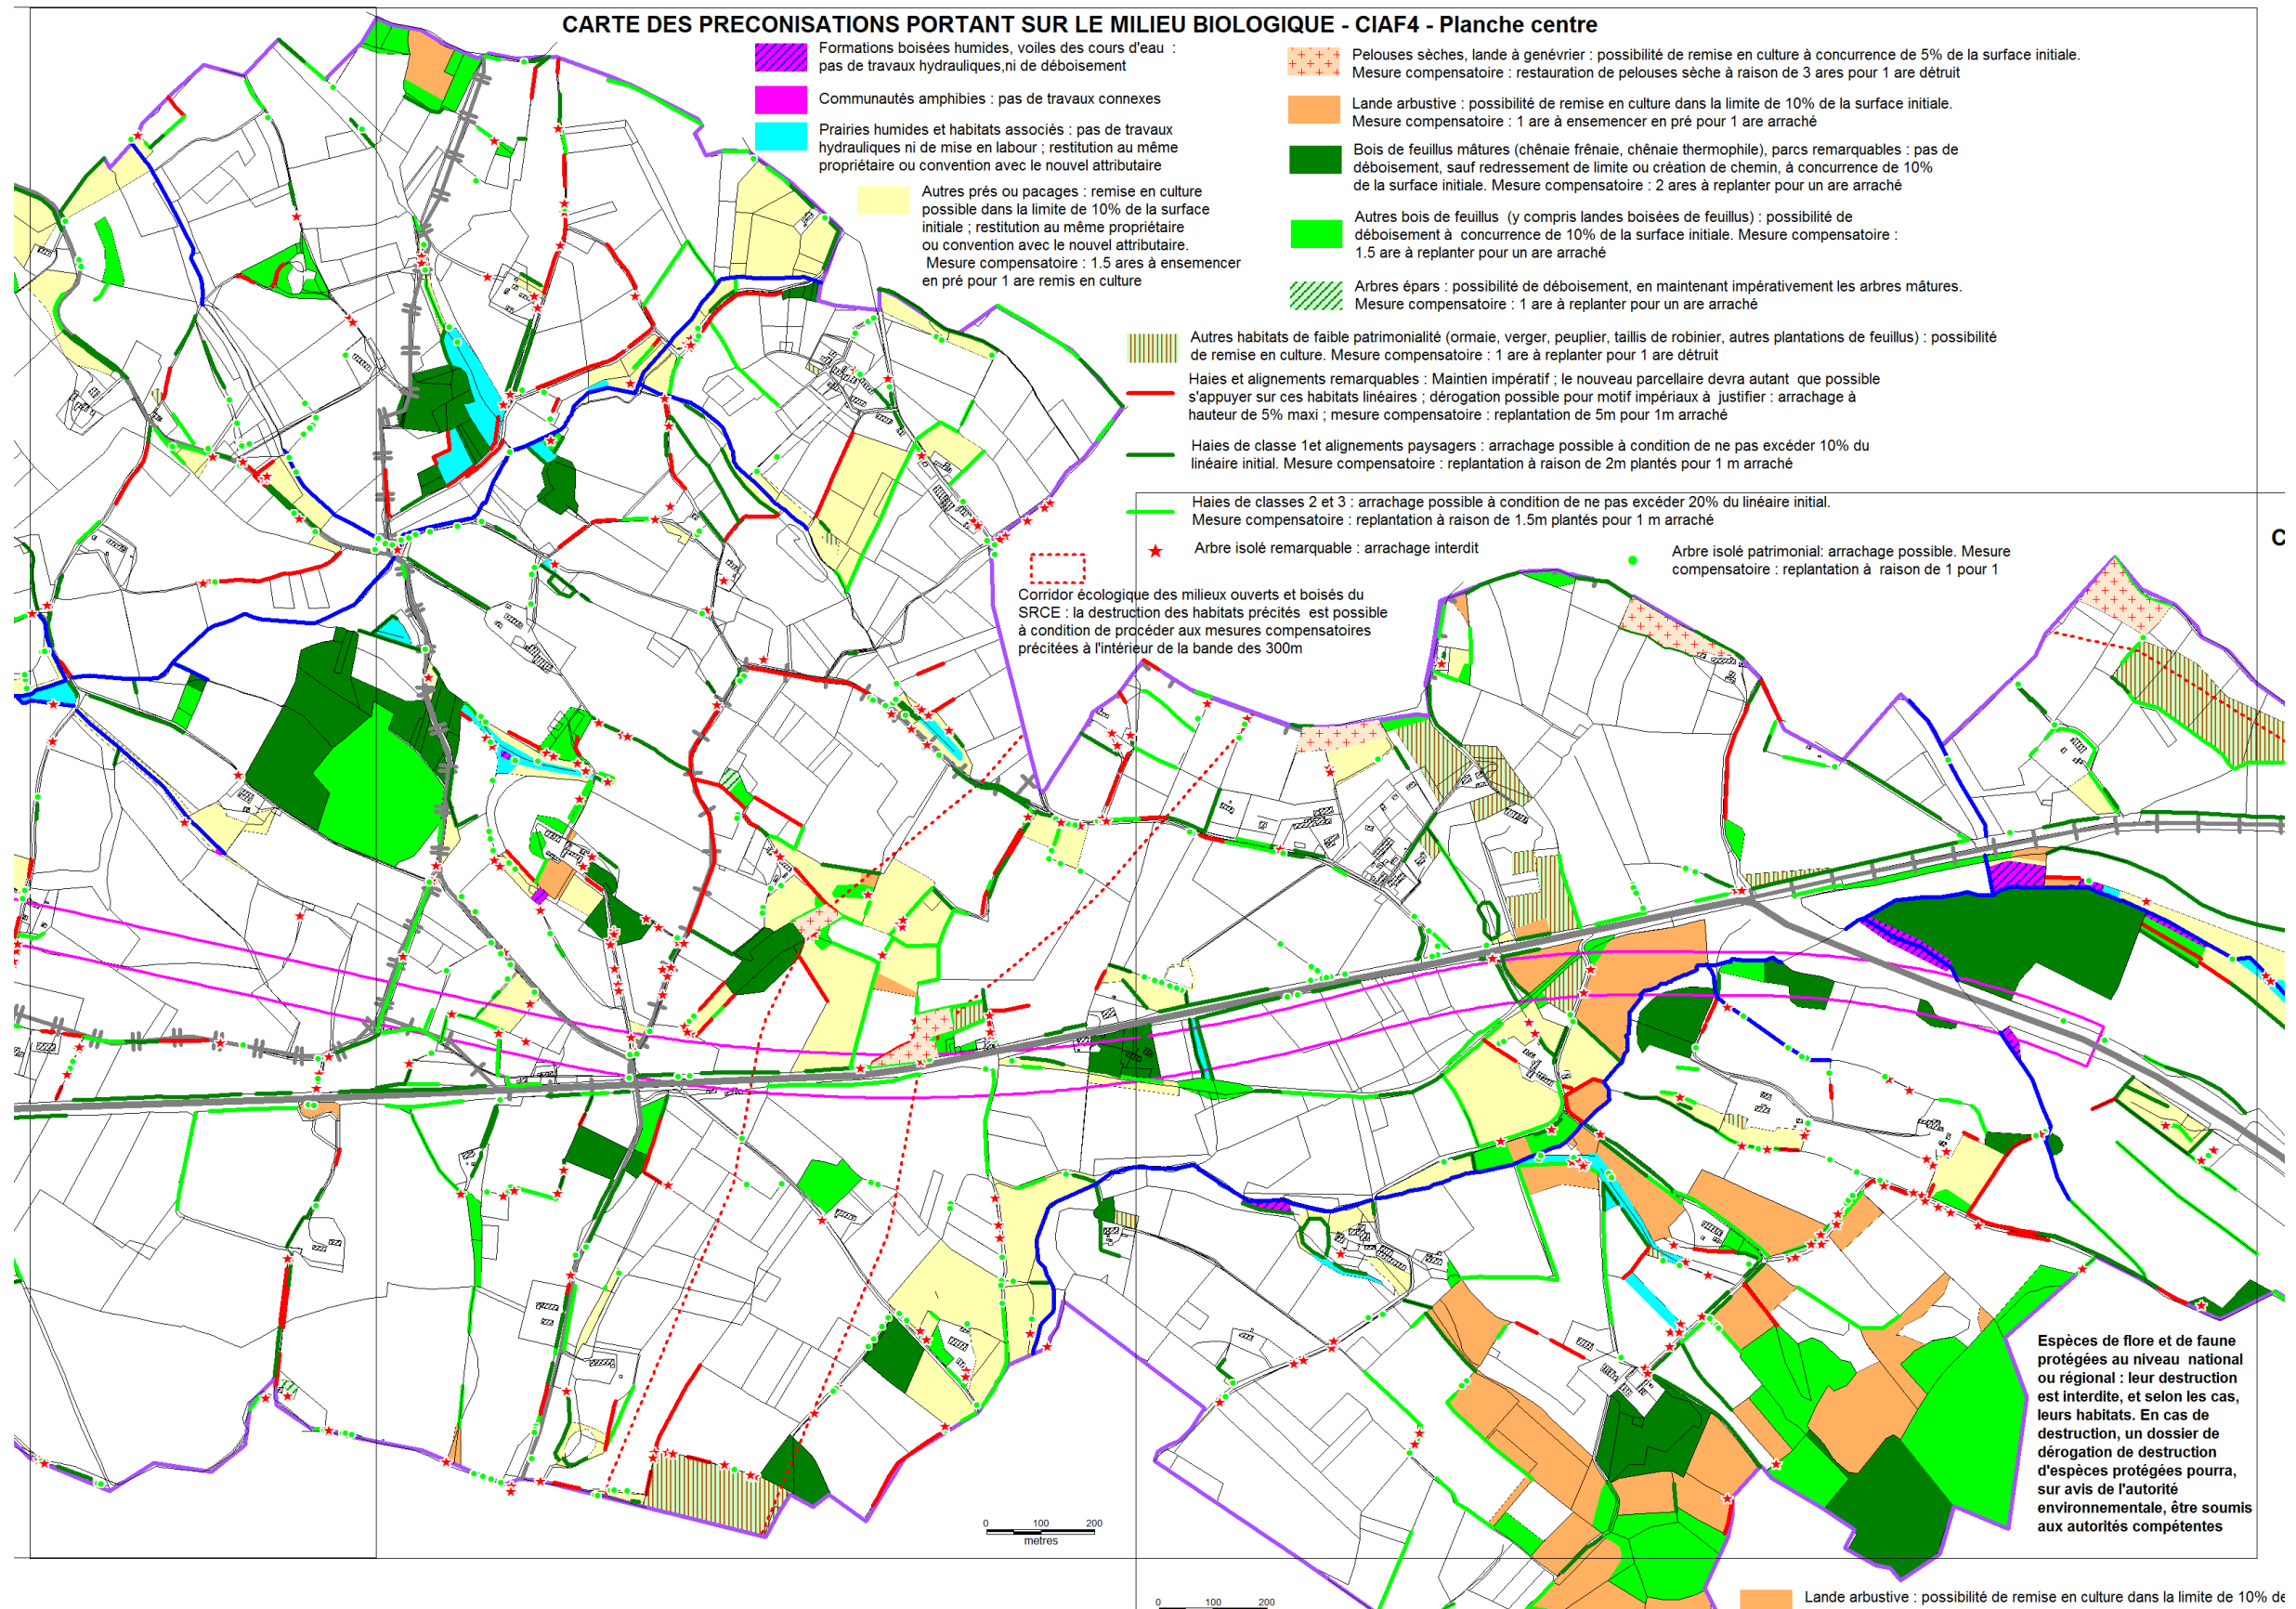 CARTE DES PRECONISATIONS PORTANT SUR LE MILIEU BIOLOGIQUE - CIAF4 - Planche centre
Formations boisées humides, voiles des cours d'eau :
pas de travaux hydrauliques,ni de déboisement
Communautés amphibies : pas de travaux connexes
Prairies humides et habitats associés : pas de travaux
hydrauliques ni de mise en labour ; restitution au même
propriétaire ou convention avec le nouvel attributaire
Autres prés ou pacages : remise en culture
possible dans la limite de 10% de la surface
initiale ; restitution au même propriétaire
ou convention avec le nouvel attributaire.
Mesure compensatoire : 1.5 ares à ensemencer
en pré pour 1 are remis en culture
Pelouses sèches, lande à genévrier : possibilité de remise en culture à concurrence de 5% de la surface initiale.
Mesure compensatoire : restauration de pelouses sèche à raison de 3 ares pour 1 are détruit
Lande arbustive : possibilité de remise en culture dans la limite de 10% de la surface initiale.
Mesure compensatoire : 1 are à ensemencer en pré pour 1 are arraché
Bois de feuillus mâtures (chênaie frênaie, chênaie thermophile), parcs remarquables : pas de
déboisement, sauf redressement de limite ou création de chemin, à concurrence de 10%
de la surface initiale. Mesure compensatoire : 2 ares à replanter pour un are arraché
Autres bois de feuillus (y compris landes boisées de feuillus) : possibilité de
déboisement à concurrence de 10% de la surface initiale. Mesure compensatoire :
1.5 are à replanter pour un are arraché
Arbres épars : possibilité de déboisement, en maintenant impérativement les arbres mâtures.
Mesure compensatoire : 1 are à replanter pour un are arraché
Autres habitats de faible patrimonialité (ormaie, verger, peuplier, taillis de robinier, autres plantations de feuillus) : possibilité
de remise en culture. Mesure compensatoire : 1 are à replanter pour 1 are détruit
Haies et alignements remarquables : Maintien impératif ; le nouveau parcellaire devra autant que possible
s'appuyer sur ces habitats linéaires ; dérogation possible pour motif impériaux à justifier : arrachage à
hauteur de 5% maxi ; mesure compensatoire : replantation de 5m pour 1m arraché
Haies de classe 1et alignements paysagers : arrachage possible à condition de ne pas excéder 10% du
linéaire initial. Mesure compensatoire : replantation à raison de 2m plantés pour 1 m arraché
Haies de classes 2 et 3 : arrachage possible à condition de ne pas excéder 20% du linéaire initial.
Mesure compensatoire : replantation à raison de 1.5m plantés pour 1 m arraché
Arbre isolé remarquable : arrachage interdit
Arbre isolé patrimonial: arrachage possible. Mesure
compensatoire : replantation à raison de 1 pour 1
C
Corridor écologique des milieux ouverts et boisés du
SRCE : la destruction des habitats précités est possible
à condition de procéder aux mesures compensatoires
précitées à l'intérieur de la bande des 300m
Espèces de flore et de faune
protégées au niveau national
ou régional : leur destruction
est interdite, et selon les cas,
leurs habitats. En cas de
destruction, un dossier de
dérogation de destruction
d'espèces protégées pourra,
sur avis de l'autorité
environnementale, être soumis
aux autorités compétentes
0 100 200
metres
0 100 200
Lande arbustive : possibilité de remise en culture dans la limite de 10% de